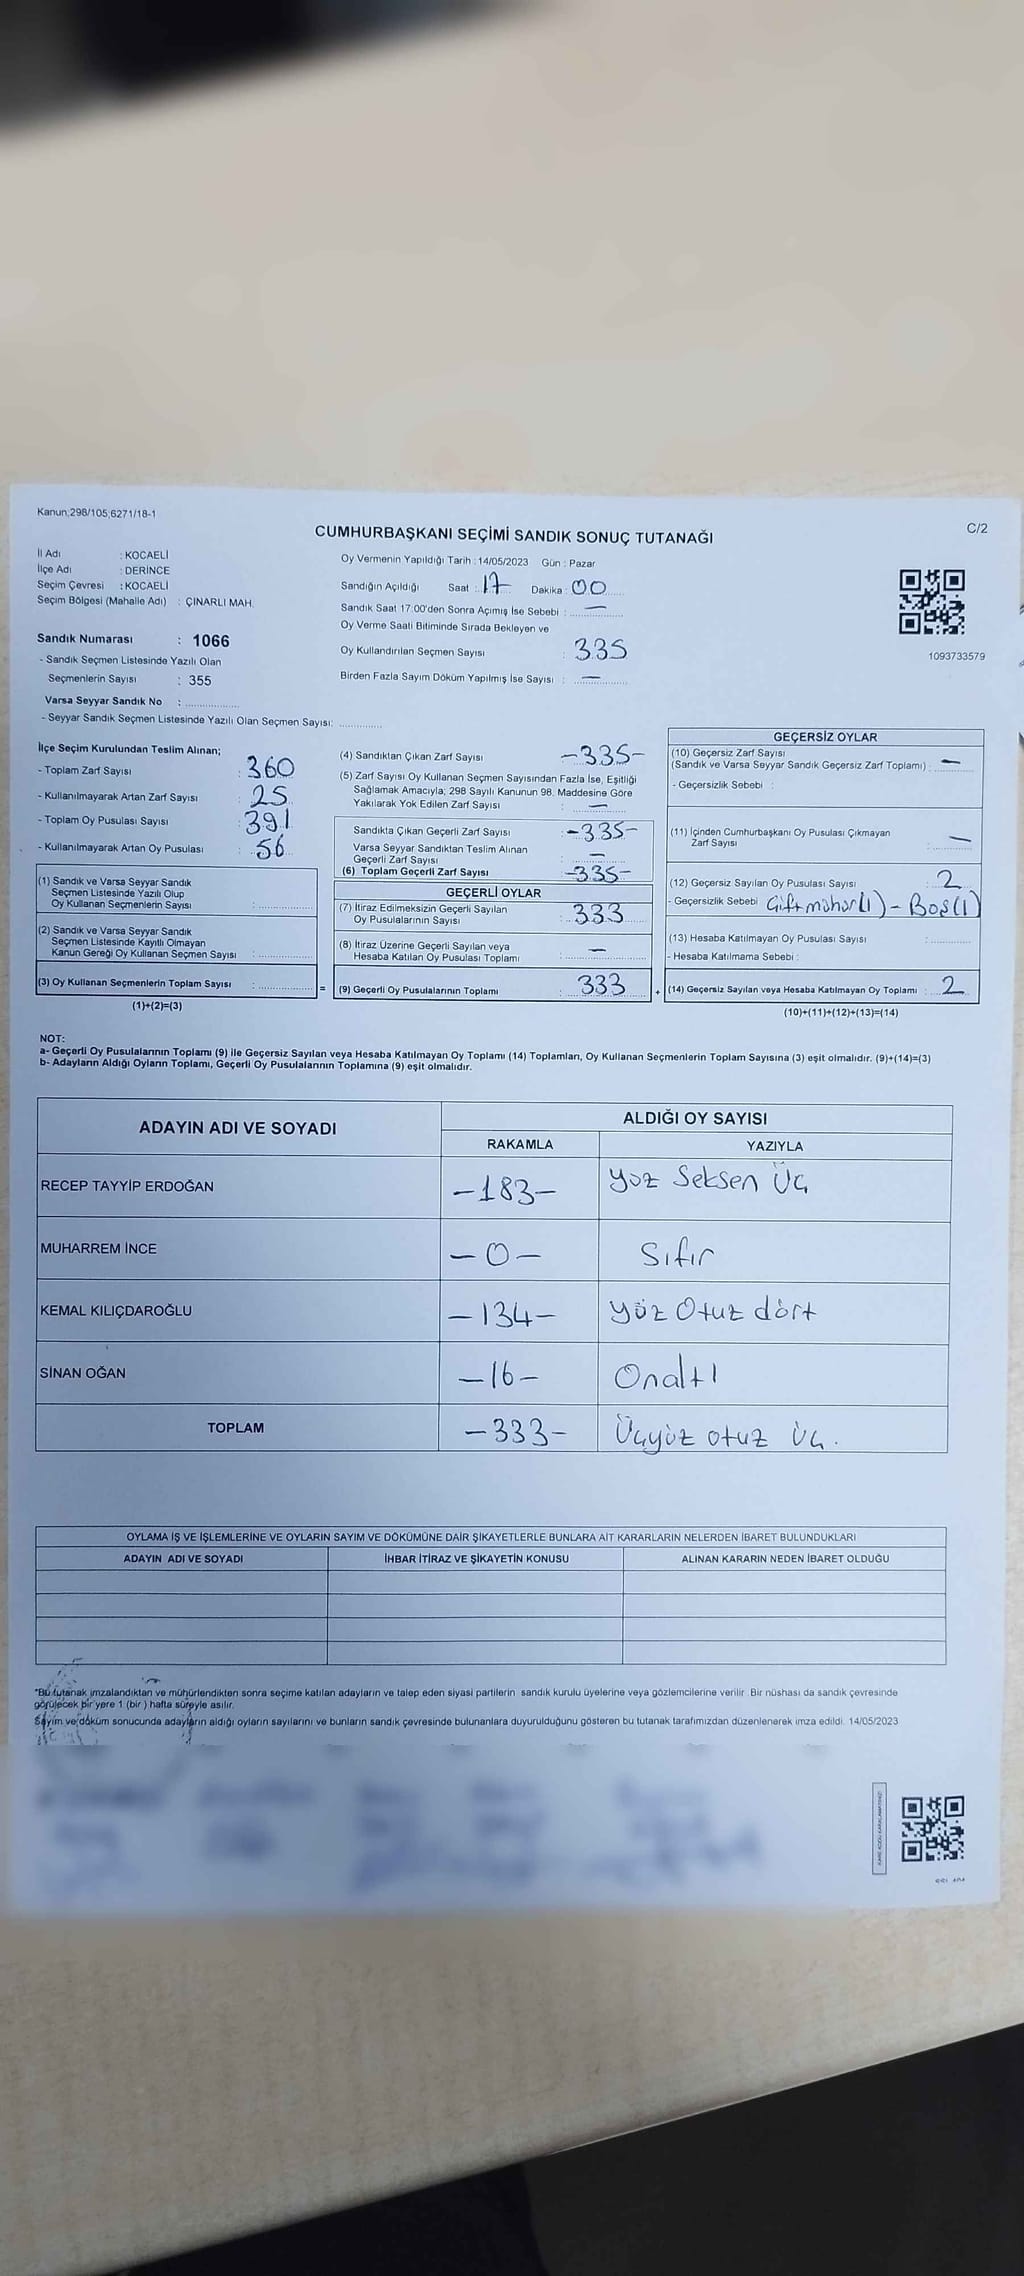 Kanun;298/105;6271/18-1
C/2
CUMHURBAŞKANI SEÇİMİ SANDIK SONUÇ TUTANAĞI
İl Adı : KOCAELİ
İlçe Adı : DERİNCE
Seçim Çevresi : KOCAELİ
Seçim Bölgesi (Mahalle Adı) : ÇINARLI MAH.
Sandık Numarası : 1066
- Sandık Seçmen Listesinde Yazılı Olan
Seçmenlerin Sayısı : 355
Varsa Seyyar Sandık No : ..................
- Seyyar Sandık Seçmen Listesinde Yazılı Olan Seçmen Sayısı: ..............
Oy Vermenin Yapıldığı Tarih : 14/05/2023 Gün : Pazar
Sandığın Açıldığı Saat : 17 Dakika : 00
Sandık Saat 17:00'den Sonra Açımış İse Sebebi : —
Oy Verme Saati Bitiminde Sırada Bekleyen ve
Oy Kullandırılan Seçmen Sayısı : 335
Birden Fazla Sayım Döküm Yapılmış İse Sayısı : —
1093733579
İlçe Seçim Kurulundan Teslim Alınan;
- Toplam Zarf Sayısı : 360
- Kullanılmayarak Artan Zarf Sayısı : 25
- Toplam Oy Pusulası Sayısı : 391
- Kullanılmayarak Artan Oy Pusulası : 56
(1) Sandık ve Varsa Seyyar Sandık
Seçmen Listesinde Yazılı Olup
Oy Kullanan Seçmenlerin Sayısı : ..............
(2) Sandık ve Varsa Seyyar Sandık
Seçmen Listesinde Kayıtlı Olmayan
Kanun Gereği Oy Kullanan Seçmen Sayısı : ..............
(3) Oy Kullanan Seçmenlerin Toplam Sayısı : ..............
(1)+(2)=(3)
=
(4) Sandıktan Çıkan Zarf Sayısı : -335-
(5) Zarf Sayısı Oy Kullanan Seçmen Sayısından Fazla İse, Eşitliği
Sağlamak Amacıyla; 298 Sayılı Kanunun 98. Maddesine Göre
Yakılarak Yok Edilen Zarf Sayısı : —
Sandıkta Çıkan Geçerli Zarf Sayısı : -335-
Varsa Seyyar Sandıktan Teslim Alınan
Geçerli Zarf Sayısı : —
(6) Toplam Geçerli Zarf Sayısı : -335-
GEÇERLİ OYLAR
(7) İtiraz Edilmeksizin Geçerli Sayılan
Oy Pusulalarının Sayısı : 333
(8) İtiraz Üzerine Geçerli Sayılan veya
Hesaba Katılan Oy Pusulası Toplamı : —
(9) Geçerli Oy Pusulalarının Toplamı : 333
+
GEÇERSİZ OYLAR
(10) Geçersiz Zarf Sayısı
(Sandık ve Varsa Seyyar Sandık Geçersiz Zarf Toplamı) : —
- Geçersizlik Sebebi :
(11) İçinden Cumhurbaşkanı Oy Pusulası Çıkmayan
Zarf Sayısı : —
(12) Geçersiz Sayılan Oy Pusulası Sayısı : 2
- Geçersizlik Sebebi Çift mühür(1) - Boş(1)
(13) Hesaba Katılmayan Oy Pusulası Sayısı : ..............
- Hesaba Katılmama Sebebi :
(14) Geçersiz Sayılan veya Hesaba Katılmayan Oy Toplamı : 2
(10)+(11)+(12)+(13)=(14)
NOT:
a- Geçerli Oy Pusulalarının Toplamı (9) ile Geçersiz Sayılan veya Hesaba Katılmayan Oy Toplamı (14) Toplamları, Oy Kullanan Seçmenlerin Toplam Sayısına (3) eşit olmalıdır. (9)+(14)=(3)
b- Adayların Aldığı Oyların Toplamı, Geçerli Oy Pusulalarının Toplamına (9) eşit olmalıdır.
ADAYIN ADI VE SOYADI
ALDIĞI OY SAYISI
RAKAMLA YAZIYLA
RECEP TAYYİP ERDOĞAN -183- Yüz Seksen Üç
MUHARREM İNCE -0- Sıfır
KEMAL KILIÇDAROĞLU -134- Yüz Otuz dört
SİNAN OĞAN -16- Onaltı
TOPLAM -333- Üçyüz otuz üç.
OYLAMA İŞ VE İŞLEMLERİNE VE OYLARIN SAYIM VE DÖKÜMÜNE DAİR ŞİKAYETLERLE BUNLARA AİT KARARLARIN NELERDEN İBARET BULUNDUKLARI
ADAYIN ADI VE SOYADI İHBAR İTİRAZ VE ŞİKAYETİN KONUSU ALINAN KARARIN NEDEN İBARET OLDUĞU
*Bu tutanak imzalandıktan ve mühürlendikten sonra seçime katılan adayların ve talep eden siyasi partilerin sandık kurulu üyelerine veya gözlemcilerine verilir. Bir nüshası da sandık çevresinde
görülecek bir yere 1 (bir ) hafta süreyle asılır.
Sayım ve döküm sonucunda adayların aldığı oyların sayılarını ve bunların sandık çevresinde bulunanlara duyurulduğunu gösteren bu tutanak tarafımızdan düzenlenerek imza edildi. 14/05/2023